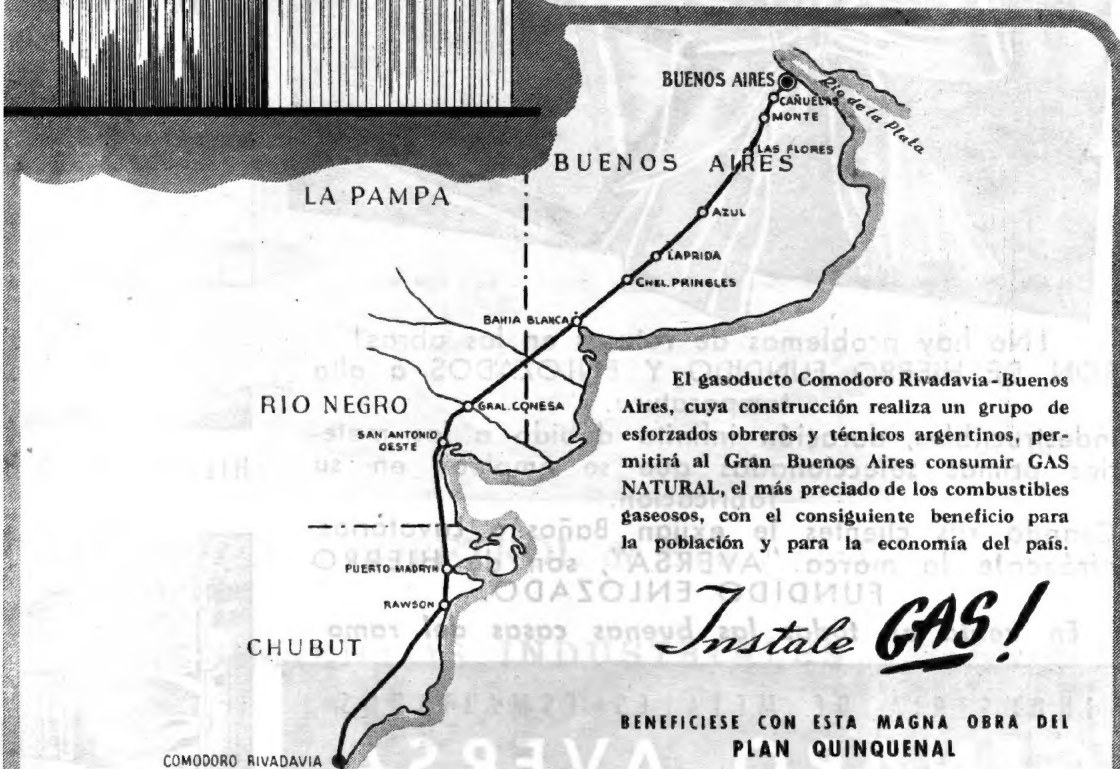 BUENOS AIRES
CAÑUELAS
MONTE
Rio de la Plata
LAS FLORES
BUENOS AIRES
LA PAMPA
AZUL
LAPRIDA
CNEL. PRINGLES
BAHIA BLANCA
RIO NEGRO
GRAL. CONESA
SAN ANTONIO
OESTE
PUERTO MADRYN
RAWSON
CHUBUT
COMODORO RIVADAVIA
El gasoducto Comodoro Rivadavia-Buenos
Aires, cuya construcción realiza un grupo de
esforzados obreros y técnicos argentinos, per-
mitirá al Gran Buenos Aires consumir GAS
NATURAL, el más preciado de los combustibles
gaseosos, con el consiguiente beneficio para
la población y para la economía del país.
Instale GAS!
BENEFICIESE CON ESTA MAGNA OBRA DEL
PLAN QUINQUENAL